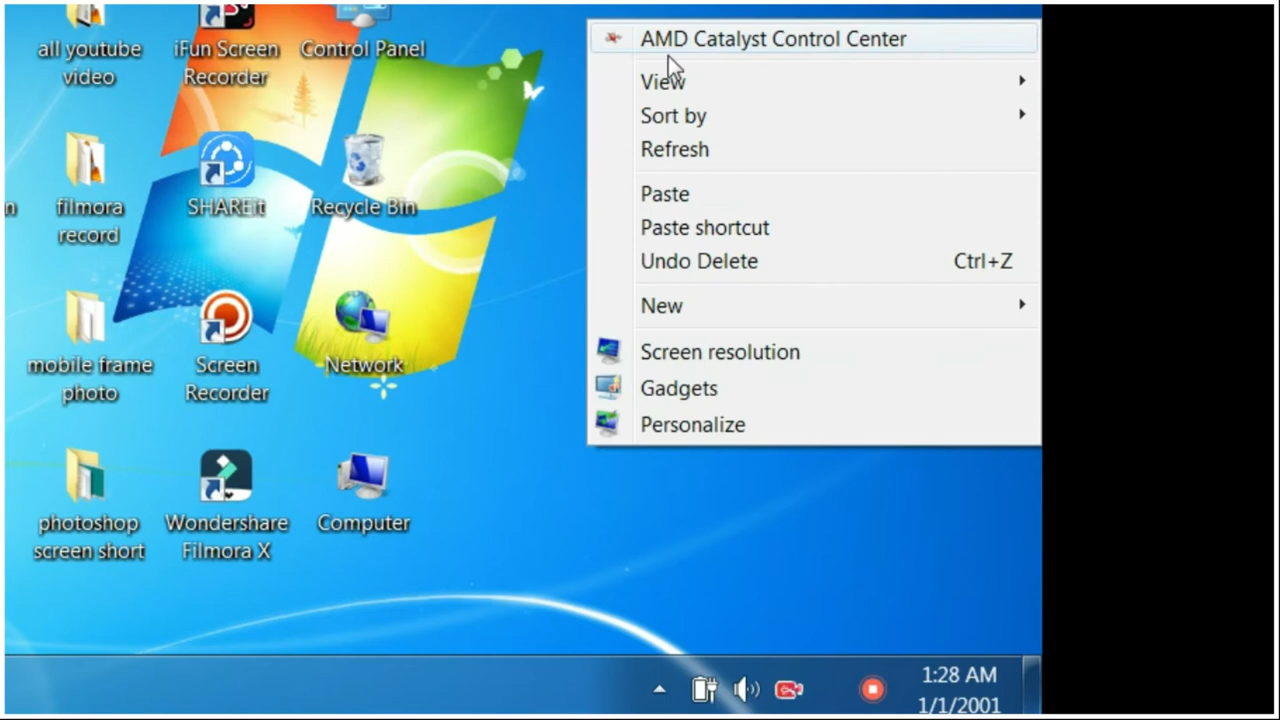 all youtube
video
iFun Screen
Recorder
Control Panel
n
filmora
record
SHAREit
Recycle Bin
mobile frame
photo
Screen
Recorder
Network
photoshop
screen short
Wondershare
Filmora X
Computer
AMD Catalyst Control Center
View
Sort by
Refresh
Paste
Paste shortcut
Undo Delete Ctrl+Z
New
Screen resolution
Gadgets
Personalize
1:28 AM
1/1/2001